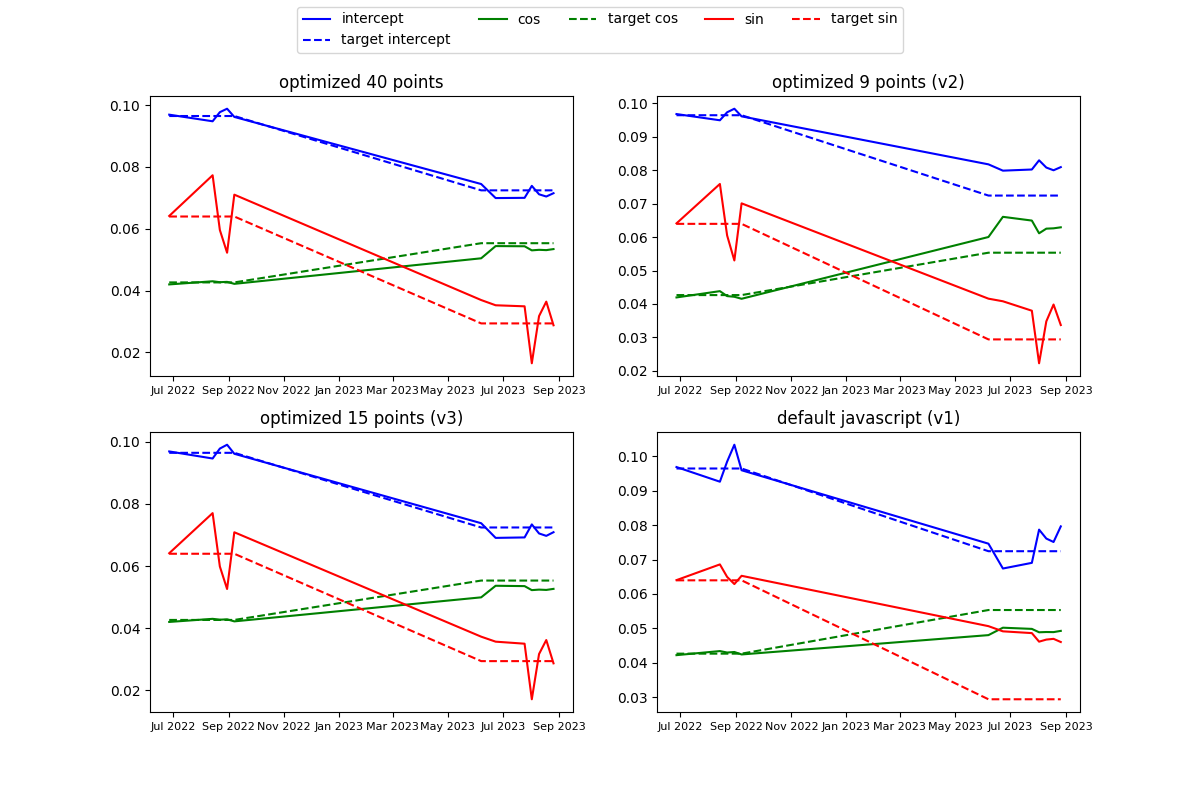 intercept cos target cos sin target sin
target intercept
optimized 40 points
0.10
0.08
0.06
0.04
0.02
Jul 2022 Sep 2022 Nov 2022 Jan 2023 Mar 2023 May 2023 Jul 2023 Sep 2023
optimized 9 points (v2)
0.10
0.09
0.08
0.07
0.06
0.05
0.04
0.03
0.02
Jul 2022 Sep 2022 Nov 2022 Jan 2023 Mar 2023 May 2023 Jul 2023 Sep 2023
optimized 15 points (v3)
0.10
0.08
0.06
0.04
0.02
Jul 2022 Sep 2022 Nov 2022 Jan 2023 Mar 2023 May 2023 Jul 2023 Sep 2023
default javascript (v1)
0.10
0.09
0.08
0.07
0.06
0.05
0.04
0.03
Jul 2022 Sep 2022 Nov 2022 Jan 2023 Mar 2023 May 2023 Jul 2023 Sep 2023